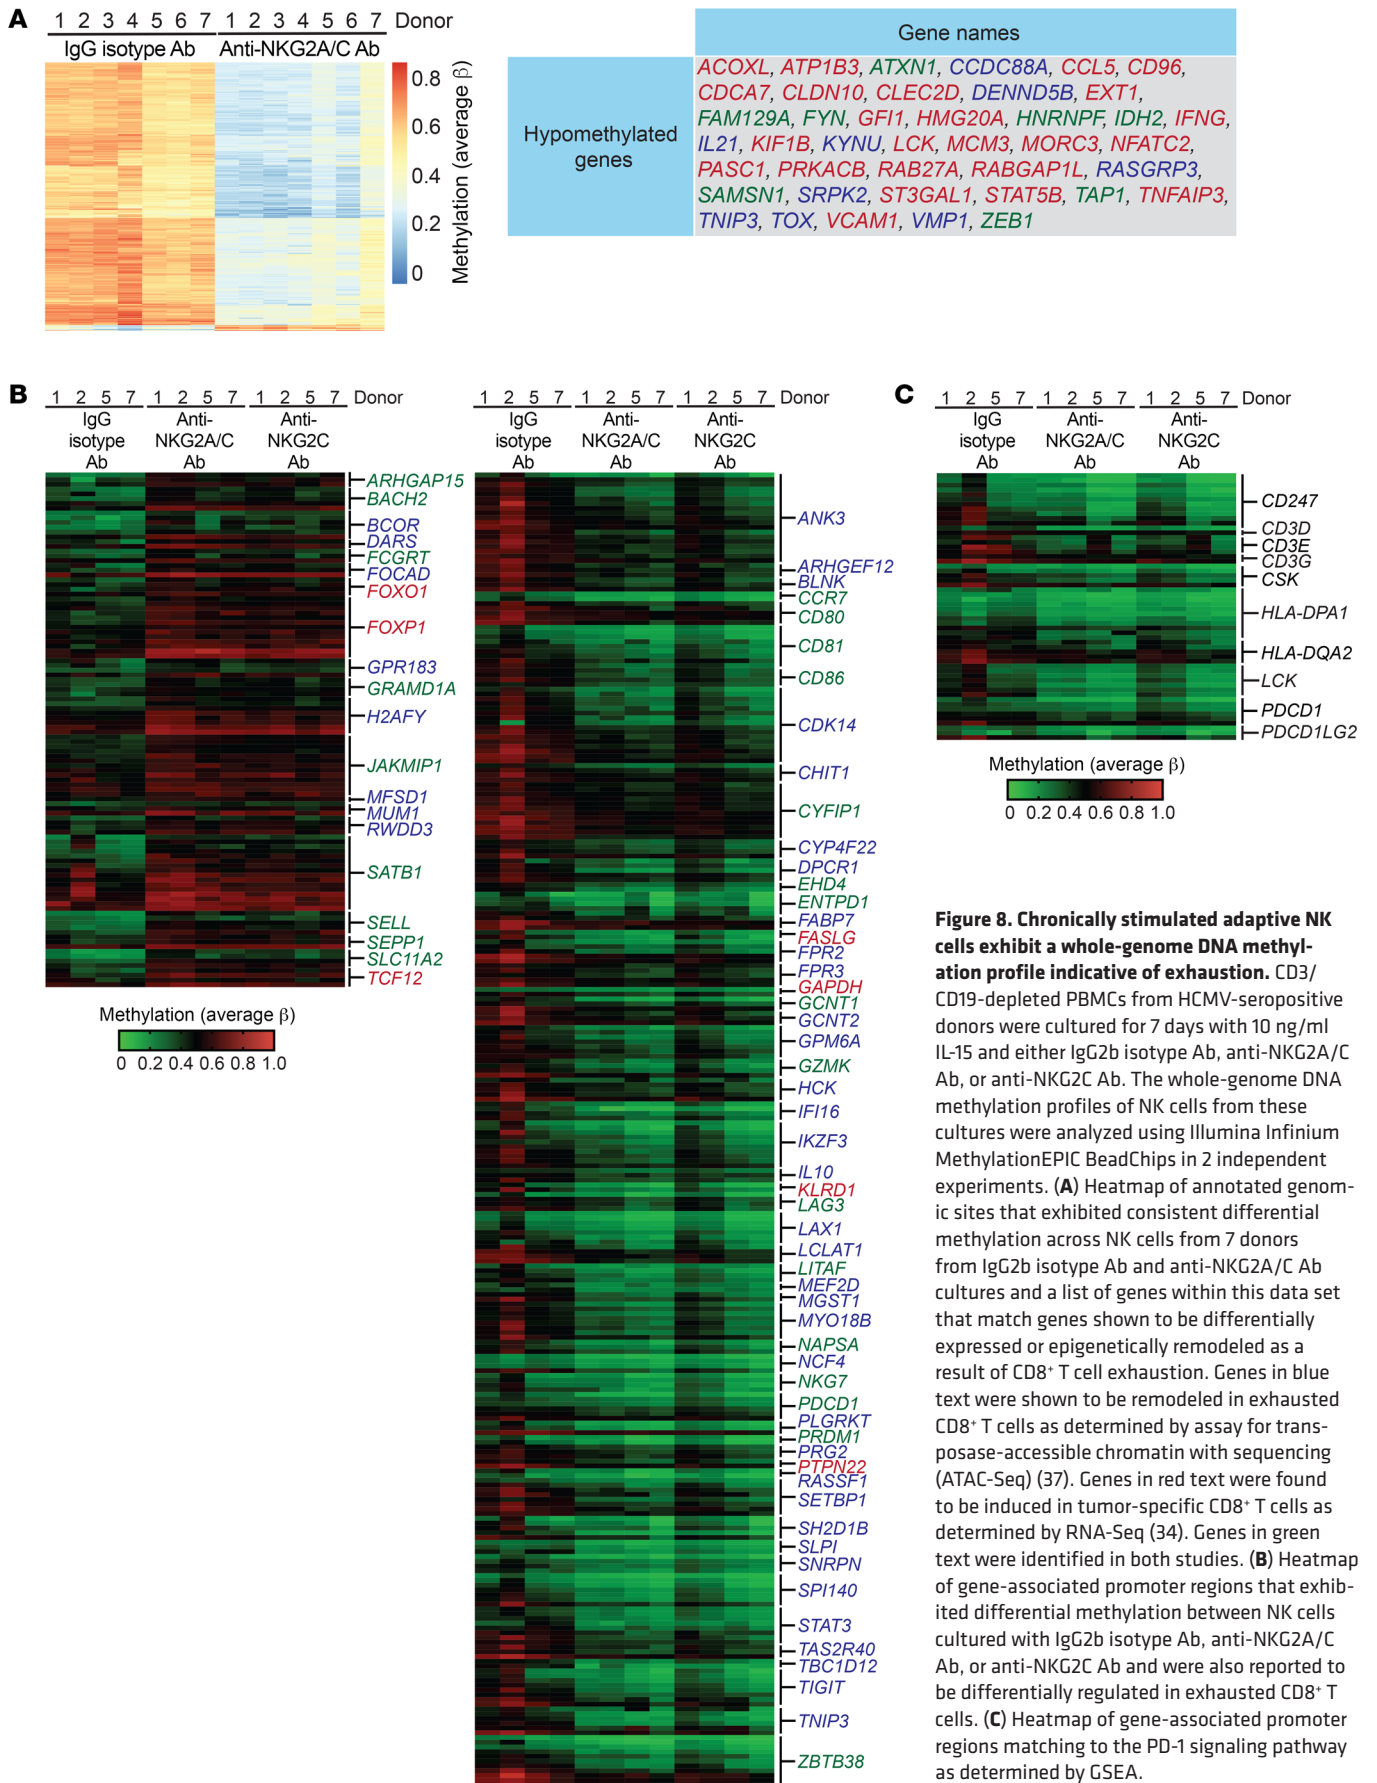 A
1 2 3 4 5 6 7 1 2 3 4 5 6 7 Donor
IgG isotype Ab Anti-NKG2A/C Ab
0.8
0.6
0.4
0.2
0
Methylation (average β)
Gene names
Hypomethylated
genes
ACOXL, ATP1B3, ATXN1, CCDC88A, CCL5, CD96,
CDCA7, CLDN10, CLEC2D, DENND5B, EXT1,
FAM129A, FYN, GFI1, HMG20A, HNRNPF, IDH2, IFNG,
IL21, KIF1B, KYNU, LCK, MCM3, MORC3, NFATC2,
PASC1, PRKACB, RAB27A, RABGAP1L, RASGRP3,
SAMSN1, SRPK2, ST3GAL1, STAT5B, TAP1, TNFAIP3,
TNIP3, TOX, VCAM1, VMP1, ZEB1
B
1 2 5 7 1 2 5 7 1 2 5 7 Donor
IgG isotype Ab
Anti-NKG2A/C Ab
Anti-NKG2C Ab
ARHGAP15
BACH2
BCOR
DARS
FCGRT
FOCAD
FOXO1
FOXP1
GPR183
GRAMD1A
H2AFY
JAKMIP1
MFSD1
MUM1
RWDD3
SATB1
SELL
SEPP1
SLC11A2
TCF12
Methylation (average β)
0 0.2 0.4 0.6 0.8 1.0
1 2 5 7 1 2 5 7 1 2 5 7 Donor
IgG isotype Ab
Anti-NKG2A/C Ab
Anti-NKG2C Ab
ANK3
ARHGEF12
BLNK
CCR7
CD80
CD81
CD86
CDK14
CHIT1
CYFIP1
CYP4F22
DPCR1
EHD4
ENTPD1
FABP7
FASLG
FPR2
FPR3
GAPDH
GCNT1
GCNT2
GPM6A
GZMK
HCK
IFI16
IKZF3
IL10
KLRD1
LAG3
LAX1
LCLAT1
LITAF
MEF2D
MGST1
MYO18B
NAPSA
NCF4
NKG7
PDCD1
PLGRKT
PRDM1
PRG2
PTPN22
RASSF1
SETBP1
SH2D1B
SLPI
SNRPN
SPI140
STAT3
TAS2R40
TBC1D12
TIGIT
TNIP3
ZBTB38
C
1 2 5 7 1 2 5 7 1 2 5 7 Donor
IgG isotype Ab
Anti-NKG2A/C Ab
Anti-NKG2C Ab
CD247
CD3D
CD3E
CD3G
CSK
HLA-DPA1
HLA-DQA2
LCK
PDCD1
PDCD1LG2
Methylation (average β)
0 0.2 0.4 0.6 0.8 1.0
Figure 8. Chronically stimulated adaptive NK
cells exhibit a whole-genome DNA methyl-
ation profile indicative of exhaustion. CD3/
CD19-depleted PBMCs from HCMV-seropositive
donors were cultured for 7 days with 10 ng/ml
IL-15 and either IgG2b isotype Ab, anti-NKG2A/C
Ab, or anti-NKG2C Ab. The whole-genome DNA
methylation profiles of NK cells from these
cultures were analyzed using Illumina Infinium
MethylationEPIC BeadChips in 2 independent
experiments. (A) Heatmap of annotated genom-
ic sites that exhibited consistent differential
methylation across NK cells from 7 donors
from IgG2b isotype Ab and anti-NKG2A/C Ab
cultures and a list of genes within this data set
that match genes shown to be differentially
expressed or epigenetically remodeled as a
result of CD8+ T cell exhaustion. Genes in blue
text were shown to be remodeled in exhausted
CD8+ T cells as determined by assay for trans-
posase-accessible chromatin with sequencing
(ATAC-Seq) (37). Genes in red text were found
to be induced in tumor-specific CD8+ T cells as
determined by RNA-Seq (34). Genes in green
text were identified in both studies. (B) Heatmap
of gene-associated promoter regions that exhib-
ited differential methylation between NK cells
cultured with IgG2b isotype Ab, anti-NKG2A/C
Ab, or anti-NKG2C Ab and were also reported to
be differentially regulated in exhausted CD8+ T
cells. (C) Heatmap of gene-associated promoter
regions matching to the PD-1 signaling pathway
as determined by GSEA.